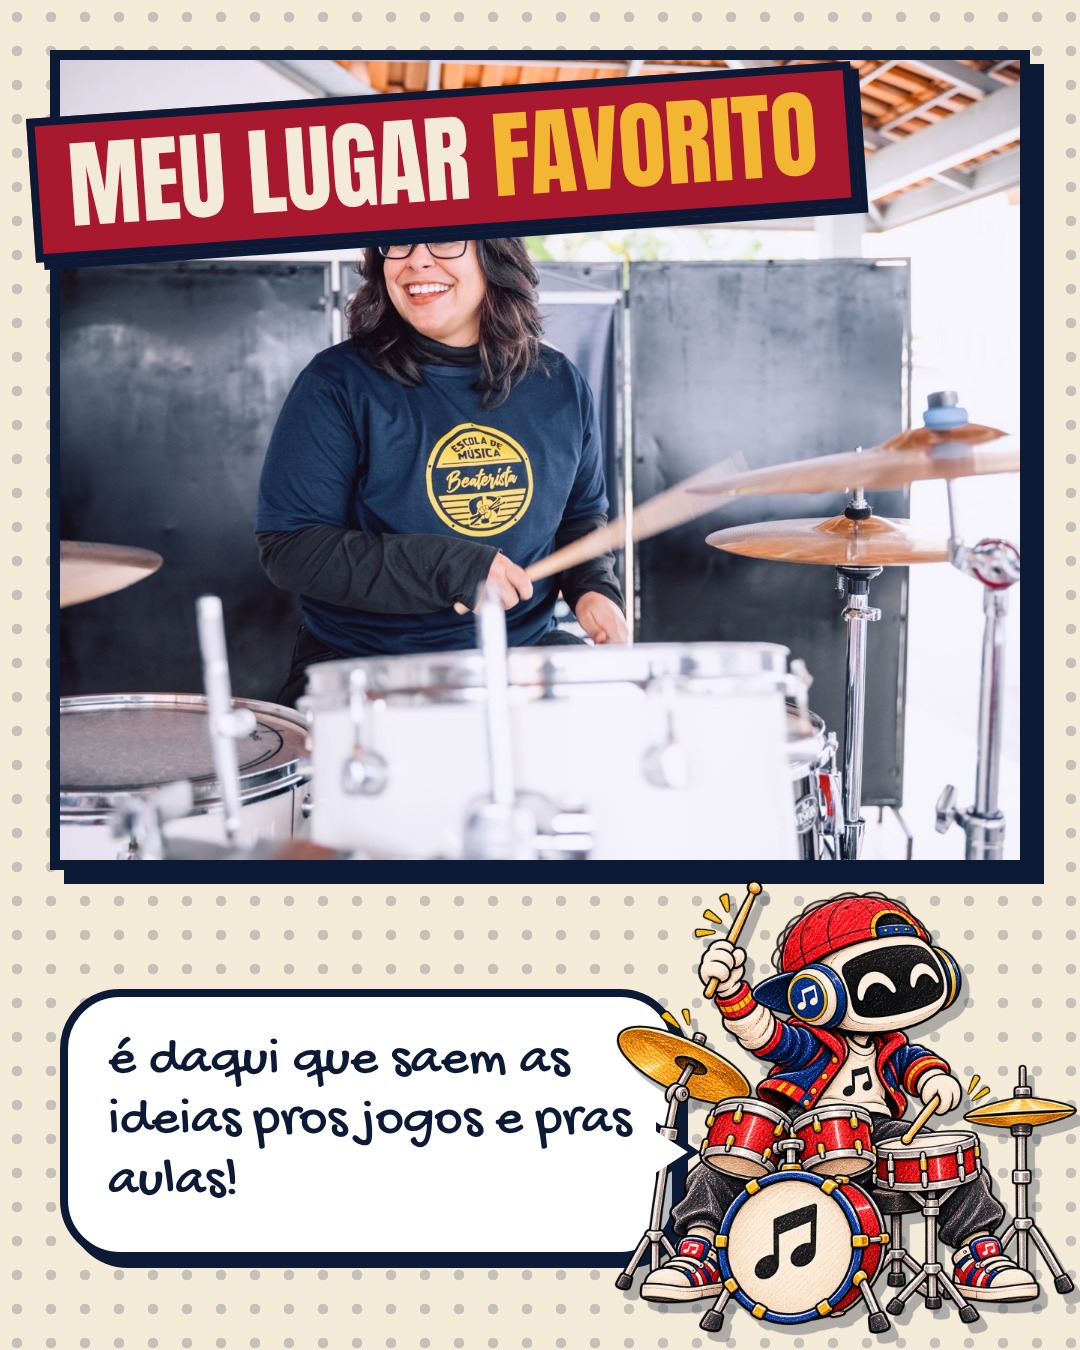 MEU LUGAR FAVORITO
ESCOLA DE
MÚSICA
Beaterista
é daqui que saem as
ideias pros jogos e pras
aulas!